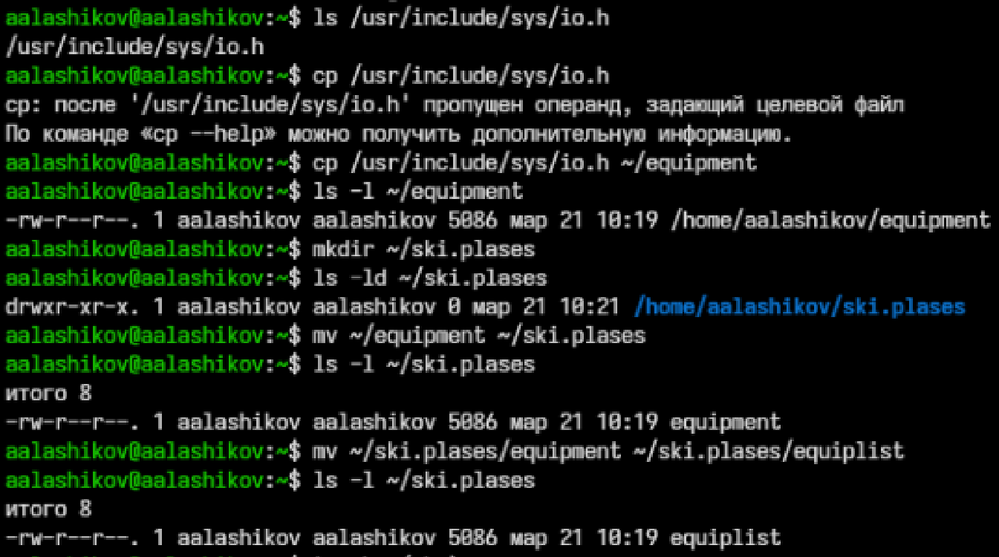 aalashikov@aalashikov:~$ ls /usr/include/sys/io.h
/usr/include/sys/io.h
aalashikov@aalashikov:~$ cp /usr/include/sys/io.h
cp: после '/usr/include/sys/io.h' пропущен операнд, задающий целевой файл
По команде «cp --help» можно получить дополнительную информацию.
aalashikov@aalashikov:~$ cp /usr/include/sys/io.h ~/equipment
aalashikov@aalashikov:~$ ls -l ~/equipment
-rw-r--r--. 1 aalashikov aalashikov 5086 мар 21 10:19 /home/aalashikov/equipment
aalashikov@aalashikov:~$ mkdir ~/ski.plases
aalashikov@aalashikov:~$ ls -ld ~/ski.plases
drwxr-xr-x. 1 aalashikov aalashikov 0 мар 21 10:21 /home/aalashikov/ski.plases
aalashikov@aalashikov:~$ mv ~/equipment ~/ski.plases
aalashikov@aalashikov:~$ ls -l ~/ski.plases
итого 8
-rw-r--r--. 1 aalashikov aalashikov 5086 мар 21 10:19 equipment
aalashikov@aalashikov:~$ mv ~/ski.plases/equipment ~/ski.plases/equiplist
aalashikov@aalashikov:~$ ls -l ~/ski.plases
итого 8
-rw-r--r--. 1 aalashikov aalashikov 5086 мар 21 10:19 equiplist